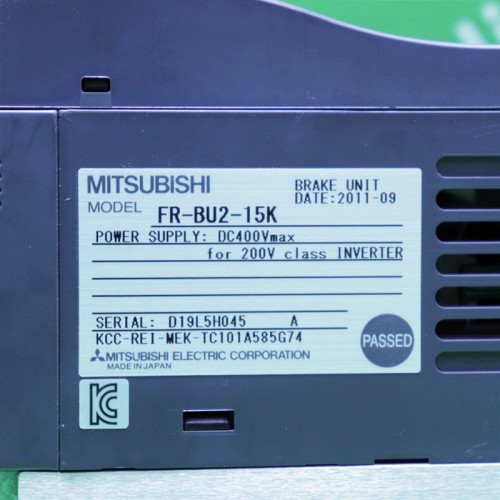 MITSUBISHI
BRAKE UNIT
DATE:2011-09
MODEL FR-BU2-15K
POWER SUPPLY: DC400Vmax
for 200V class INVERTER
SERIAL: D19L5H045 A
KCC-REI-MEK-TC101A585G74
PASSED
MITSUBISHI ELECTRIC CORPORATION
MADE IN JAPAN
KC